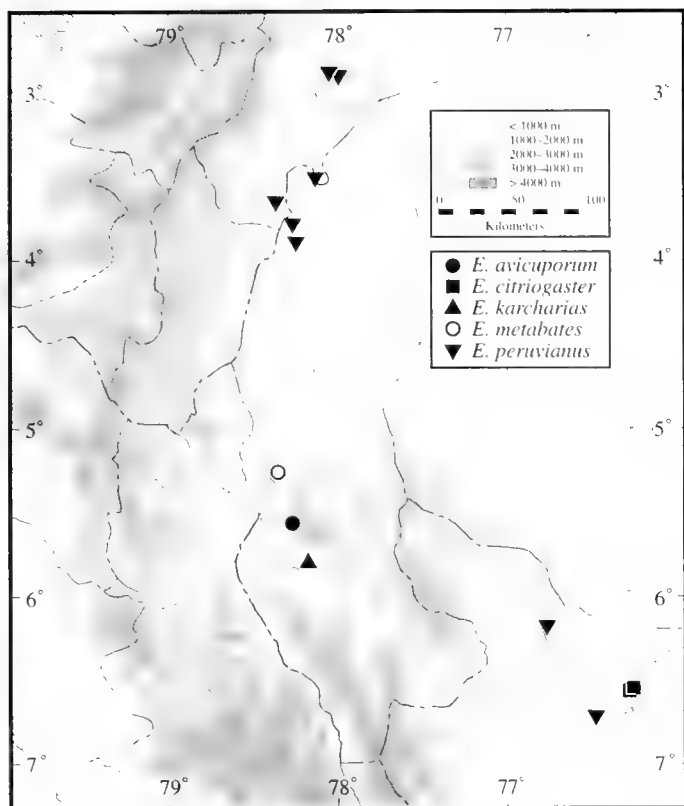 79 78 77
3° 3°
< 1000 m
1000–2000 m
2000–3000 m
3000–4000 m
> 4000 m
0 50 100
Kilometers
4° 4°
E. avicuporum
E. citriogaster
E. karcharias
E. metabates
E. peruvianus
5° 5°
6° 6°
7° 7°
79° 78° 77°